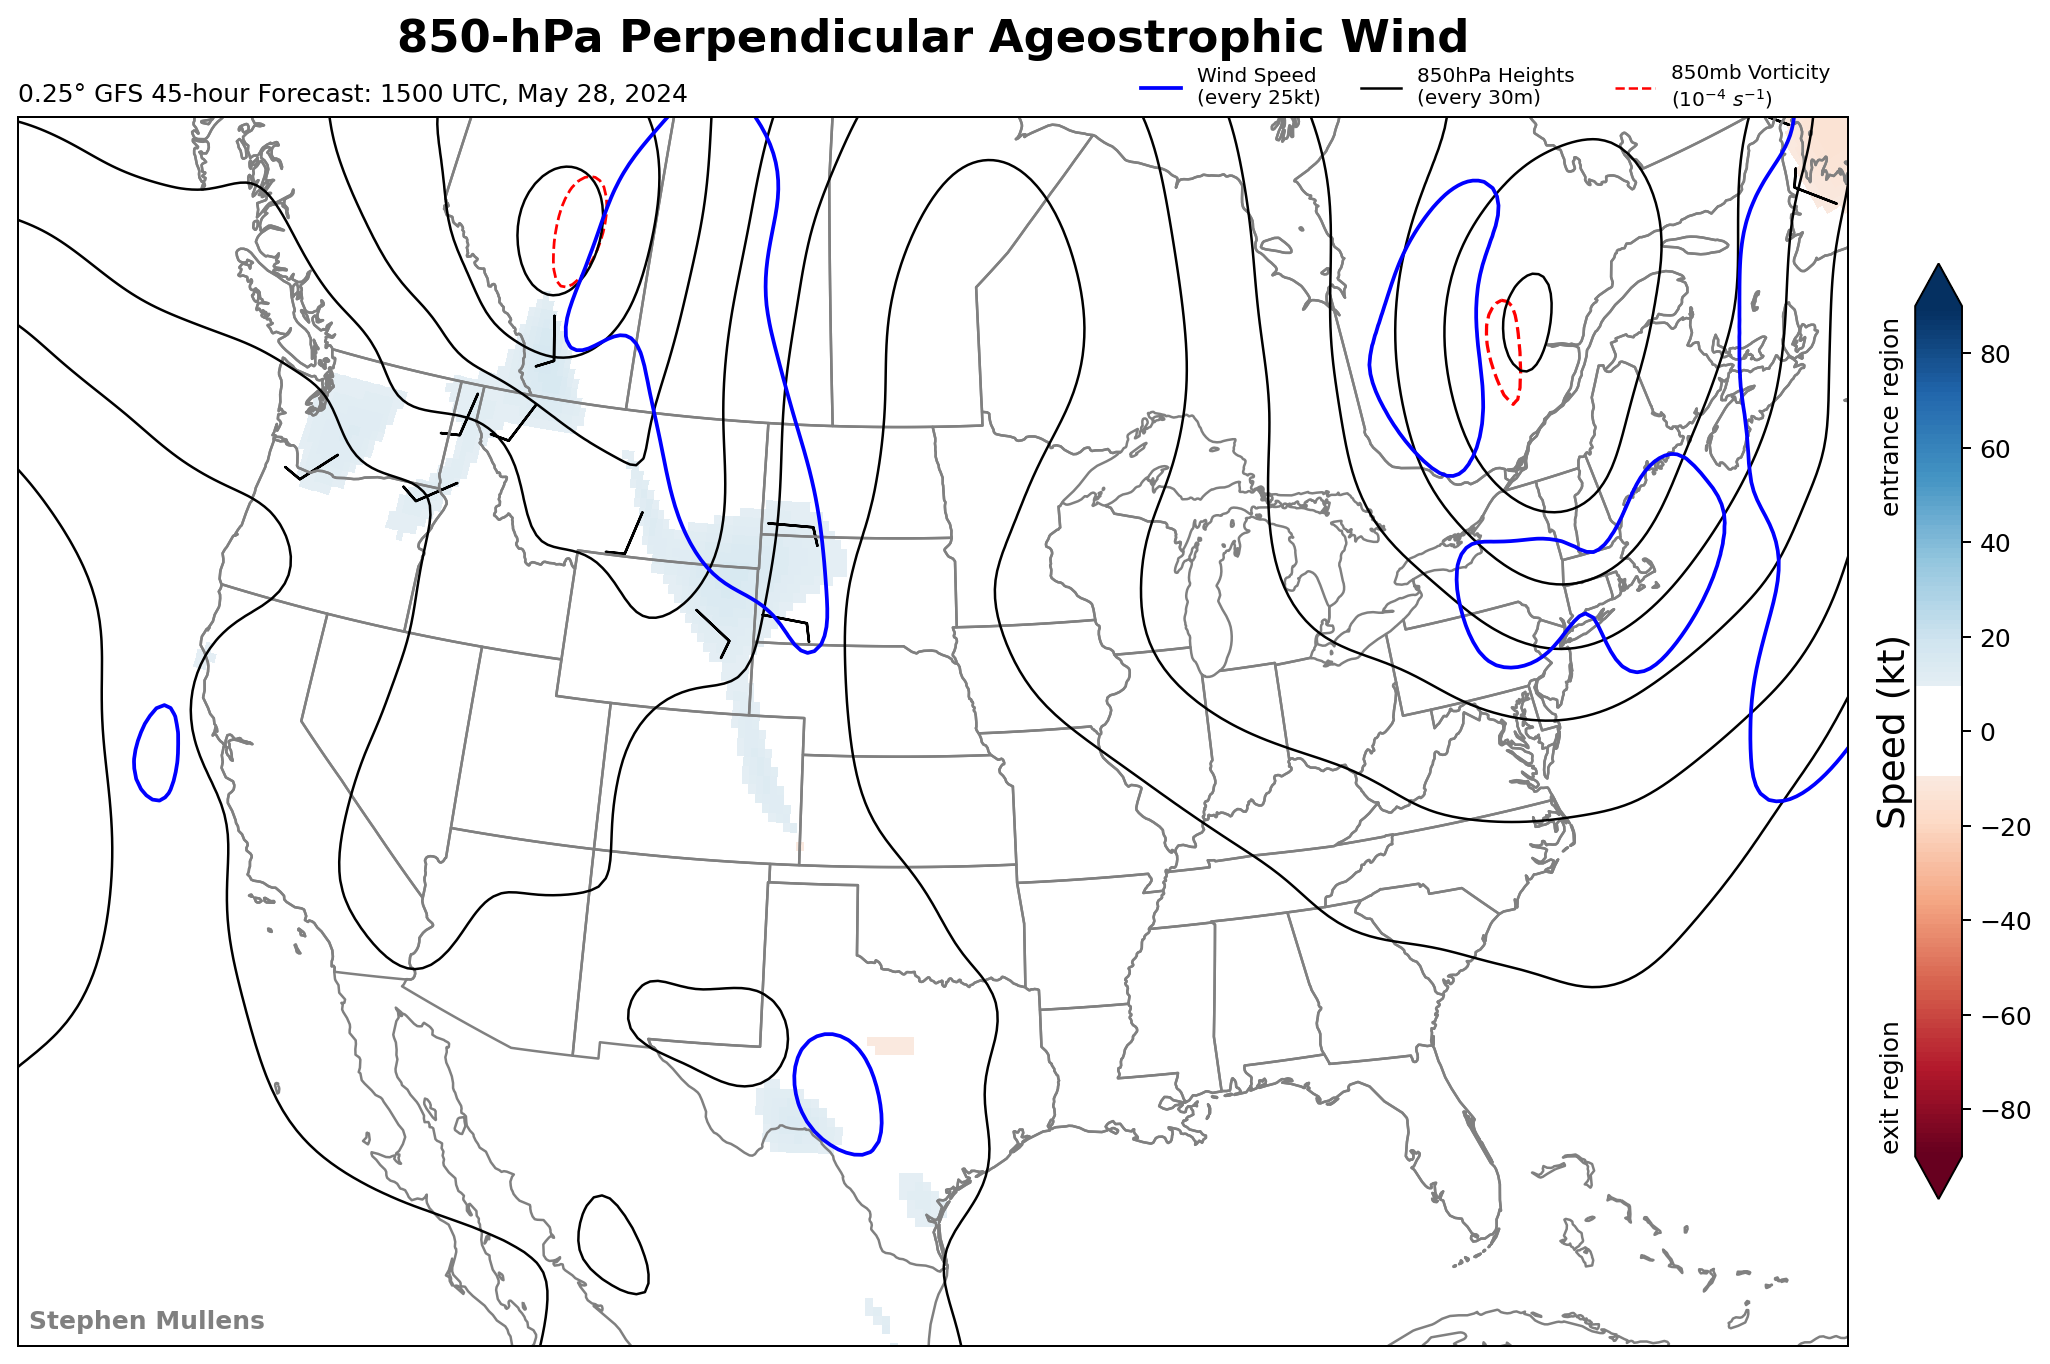 850-hPa Perpendicular Ageostrophic Wind
0.25° GFS 45-hour Forecast: 1500 UTC, May 28, 2024
Wind Speed
(every 25kt)
850hPa Heights
(every 30m)
850mb Vorticity
(10⁻⁴ s⁻¹)
entrance region
Speed (kt)
exit region
80
60
40
20
0
−20
−40
−60
−80
Stephen Mullens